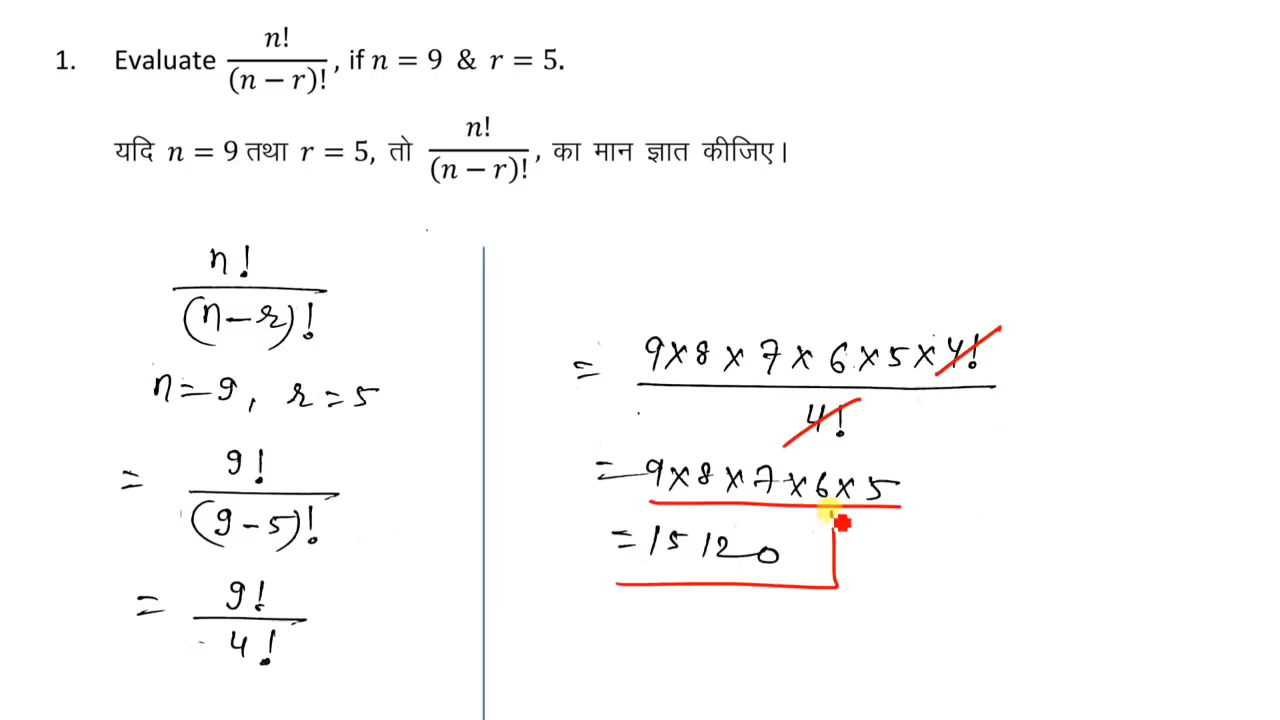 1. Evaluate n!/(n − r)!, if n = 9 & r = 5.
यदि n = 9 तथा r = 5, तो n!/(n − r)!, का मान ज्ञात कीजिए।
n!
(n-r)!
n=9, r=5
= 9!
(9-5)!
= 9!
4!
= 9×8×7×6×5×4!
4!
= 9×8×7×6×5
= 15120